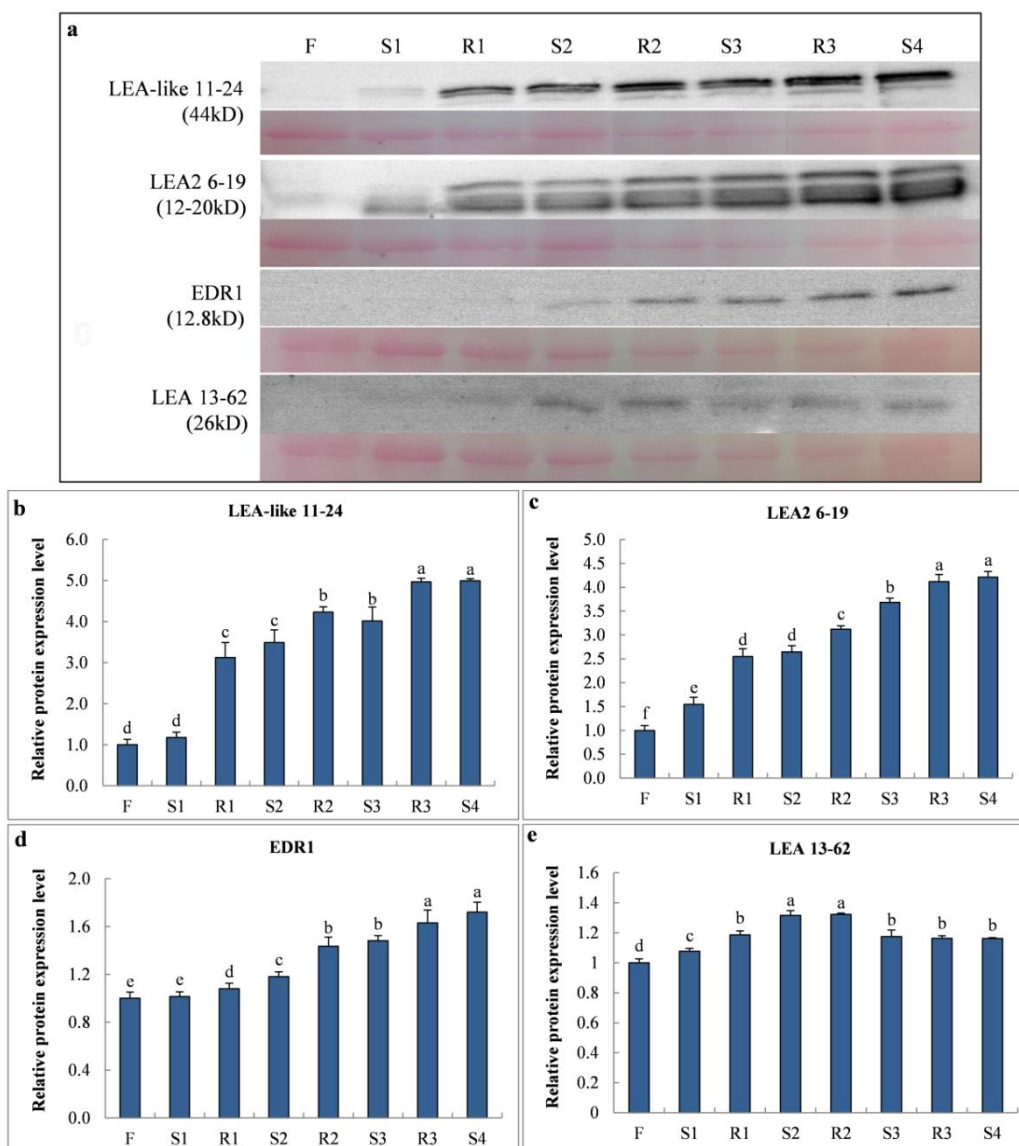 a
F S1 R1 S2 R2 S3 R3 S4
LEA-like 11-24
(44kD)
LEA2 6-19
(12-20kD)
EDR1
(12.8kD)
LEA 13-62
(26kD)
b
LEA-like 11-24
Relative protein expression level
6.0
5.0
4.0
3.0
2.0
1.0
0.0
d d c c b b a a
F S1 R1 S2 R2 S3 R3 S4
c
LEA2 6-19
Relative protein expression level
5.0
4.5
4.0
3.5
3.0
2.5
2.0
1.5
1.0
0.5
0.0
f e d d c b a a
F S1 R1 S2 R2 S3 R3 S4
d
EDR1
Relative protein expression level
2.0
1.6
1.2
0.8
0.4
0.0
e e d c b b a a
F S1 R1 S2 R2 S3 R3 S4
e
LEA 13-62
Relative protein expression level
1.6
1.4
1.2
1
0.8
0.6
0.4
0.2
0
d c b a a b b b
F S1 R1 S2 R2 S3 R3 S4